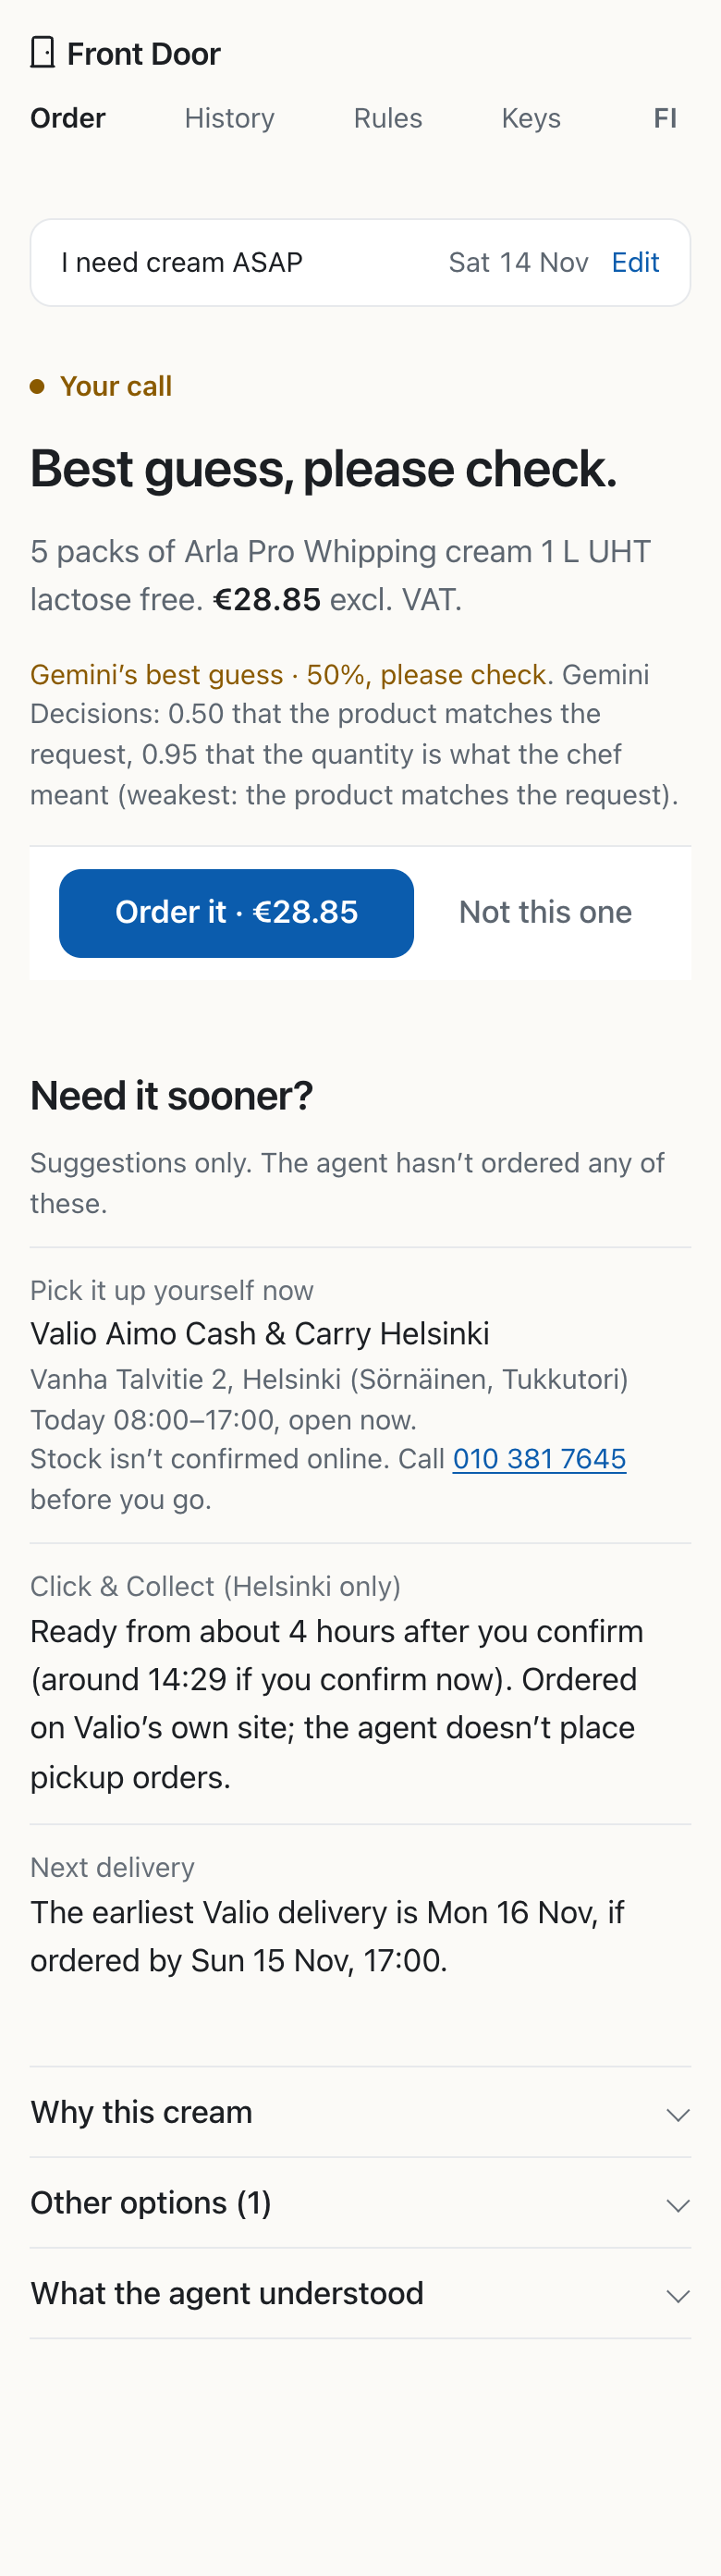 Front Door
Order History Rules Keys FI
I need cream ASAP Sat 14 Nov Edit
Your call
Best guess, please check.
5 packs of Arla Pro Whipping cream 1 L UHT
lactose free. €28.85 excl. VAT.
Gemini’s best guess · 50%, please check. Gemini
Decisions: 0.50 that the product matches the
request, 0.95 that the quantity is what the chef
meant (weakest: the product matches the request).
Order it · €28.85 Not this one
Need it sooner?
Suggestions only. The agent hasn’t ordered any of
these.
Pick it up yourself now
Valio Aimo Cash & Carry Helsinki
Vanha Talvitie 2, Helsinki (Sörnäinen, Tukkutori)
Today 08:00–17:00, open now.
Stock isn’t confirmed online. Call 010 381 7645
before you go.
Click & Collect (Helsinki only)
Ready from about 4 hours after you confirm
(around 14:29 if you confirm now). Ordered
on Valio’s own site; the agent doesn’t place
pickup orders.
Next delivery
The earliest Valio delivery is Mon 16 Nov, if
ordered by Sun 15 Nov, 17:00.
Why this cream
Other options (1)
What the agent understood